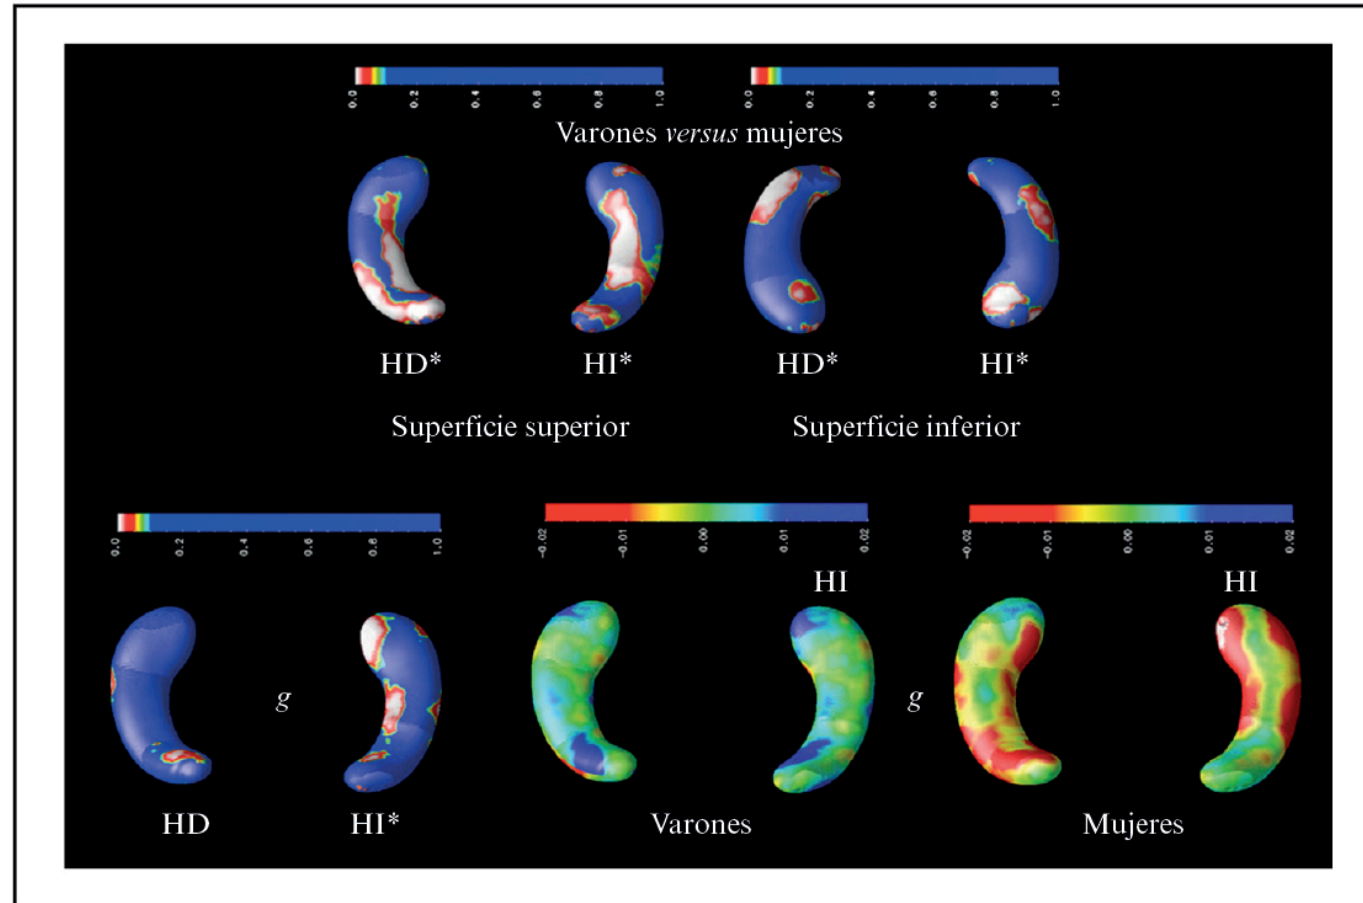 0.0 0.2 0.4 0.6 0.8 1.0 0.0 0.2 0.4 0.6 0.8 1.0
Varones versus mujeres
HD* HI* HD* HI*
Superficie superior Superficie inferior
0.0 0.2 0.4 0.6 0.8 1.0 -0.02 -0.01 0.00 0.01 0.02 -0.02 -0.01 0.00 0.01 0.02
HI HI
g g
HD HI* Varones Mujeres